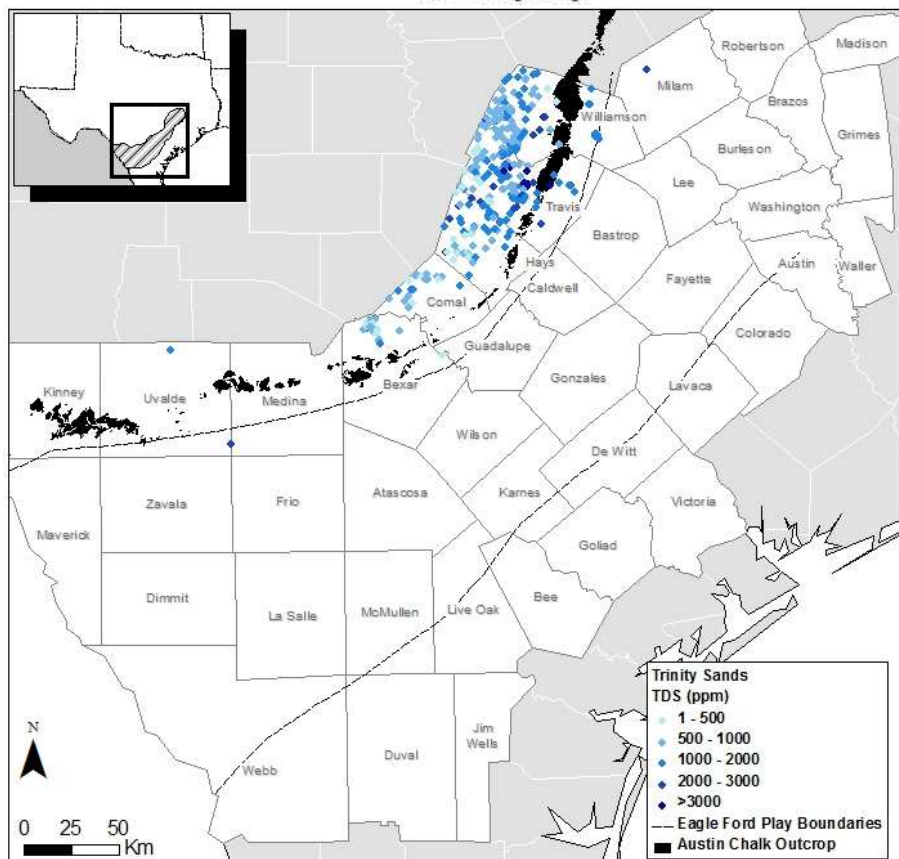 Robertson
Madison
Milam
Brazos
Williamson
Grimes
Burleson
Lee
Travis
Washington
Bastrop
Hays
Austin
Waller
Fayette
Caldwell
Comal
Colorado
Guadalupe
Kinney
Uvalde
Medina
Bexar
Gonzales
Lavaca
Wilson
De Witt
Zavala
Frio
Atascosa
Karnes
Victoria
Maverick
Goliad
Dimmit
La Salle
McMullen
Live Oak
Bee
Trinity Sands
TDS (ppm)
1 - 500
500 - 1000
1000 - 2000
2000 - 3000
>3000
Eagle Ford Play Boundaries
Austin Chalk Outcrop
Jim
Wells
Duval
Webb
N
0 25 50
Km